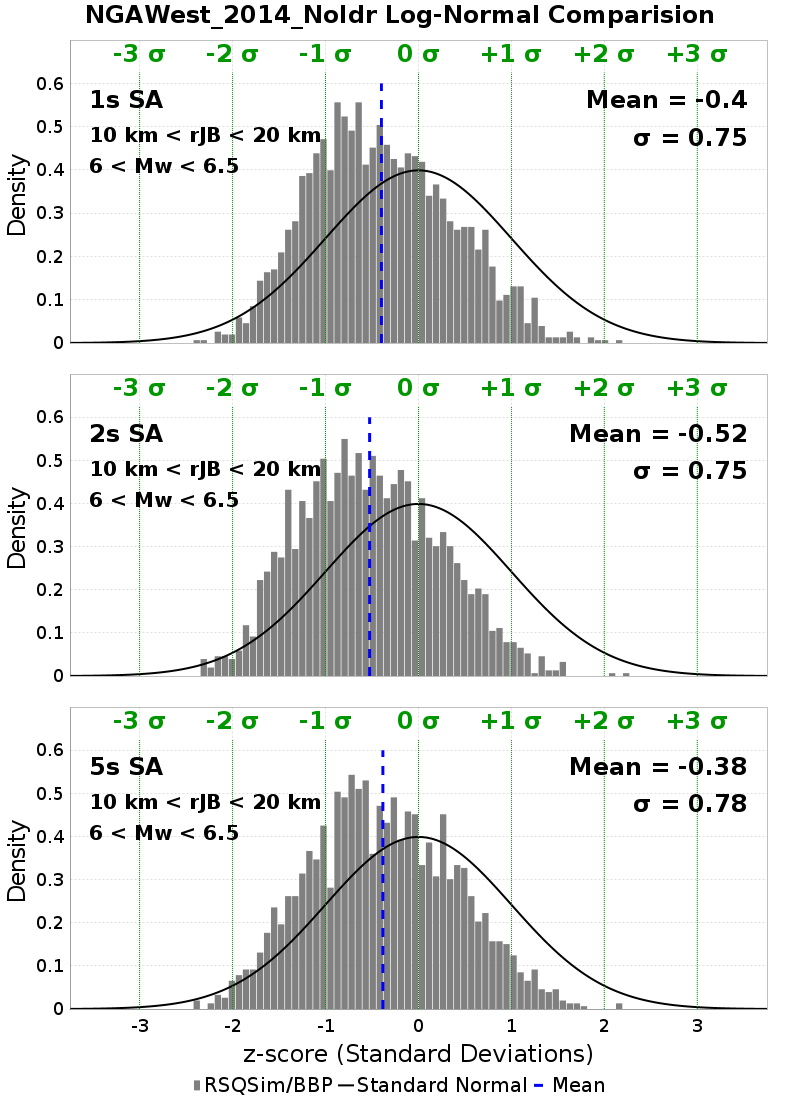 NGAWest_2014_NoIdr Log-Normal Comparision
-3 σ -2 σ -1 σ 0 σ +1 σ +2 σ +3 σ
1s SA
Mean = -0.4
10 km < rJB < 20 km
σ = 0.75
6 < Mw < 6.5
0.6
0.5
0.4
0.3
0.2
0.1
0
Density
-3 σ -2 σ -1 σ 0 σ +1 σ +2 σ +3 σ
2s SA
Mean = -0.52
10 km < rJB < 20 km
σ = 0.75
6 < Mw < 6.5
0.6
0.5
0.4
0.3
0.2
0.1
0
Density
-3 σ -2 σ -1 σ 0 σ +1 σ +2 σ +3 σ
5s SA
Mean = -0.38
10 km < rJB < 20 km
σ = 0.78
6 < Mw < 6.5
0.6
0.5
0.4
0.3
0.2
0.1
0
Density
-3 -2 -1 0 1 2 3
z-score (Standard Deviations)
RSQSim/BBP Standard Normal Mean